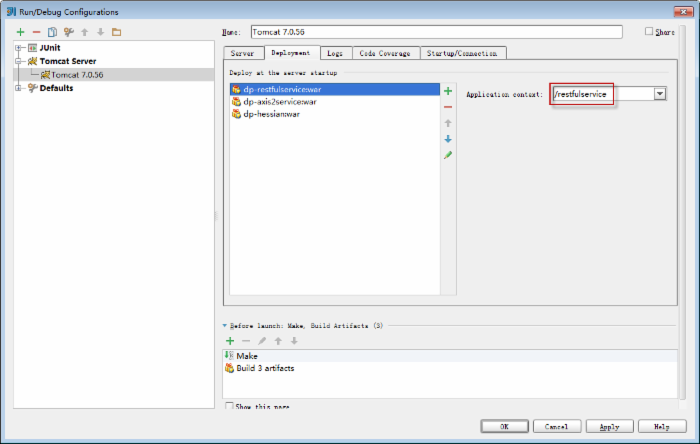 Run/Debug Configurations
Name: Tomcat 7.0.56
Share
JUnit
Tomcat Server
Tomcat 7.0.56
Defaults
Server Deployment Logs Code Coverage Startup/Connection
Deploy at the server startup
dp-restfulservice:war
dp-axis2service:war
dp-hessian:war
Application context: /restfulservice
Before launch: Make, Build Artifacts (3)
Make
Build 3 artifacts
Show this page
OK Cancel Apply Help